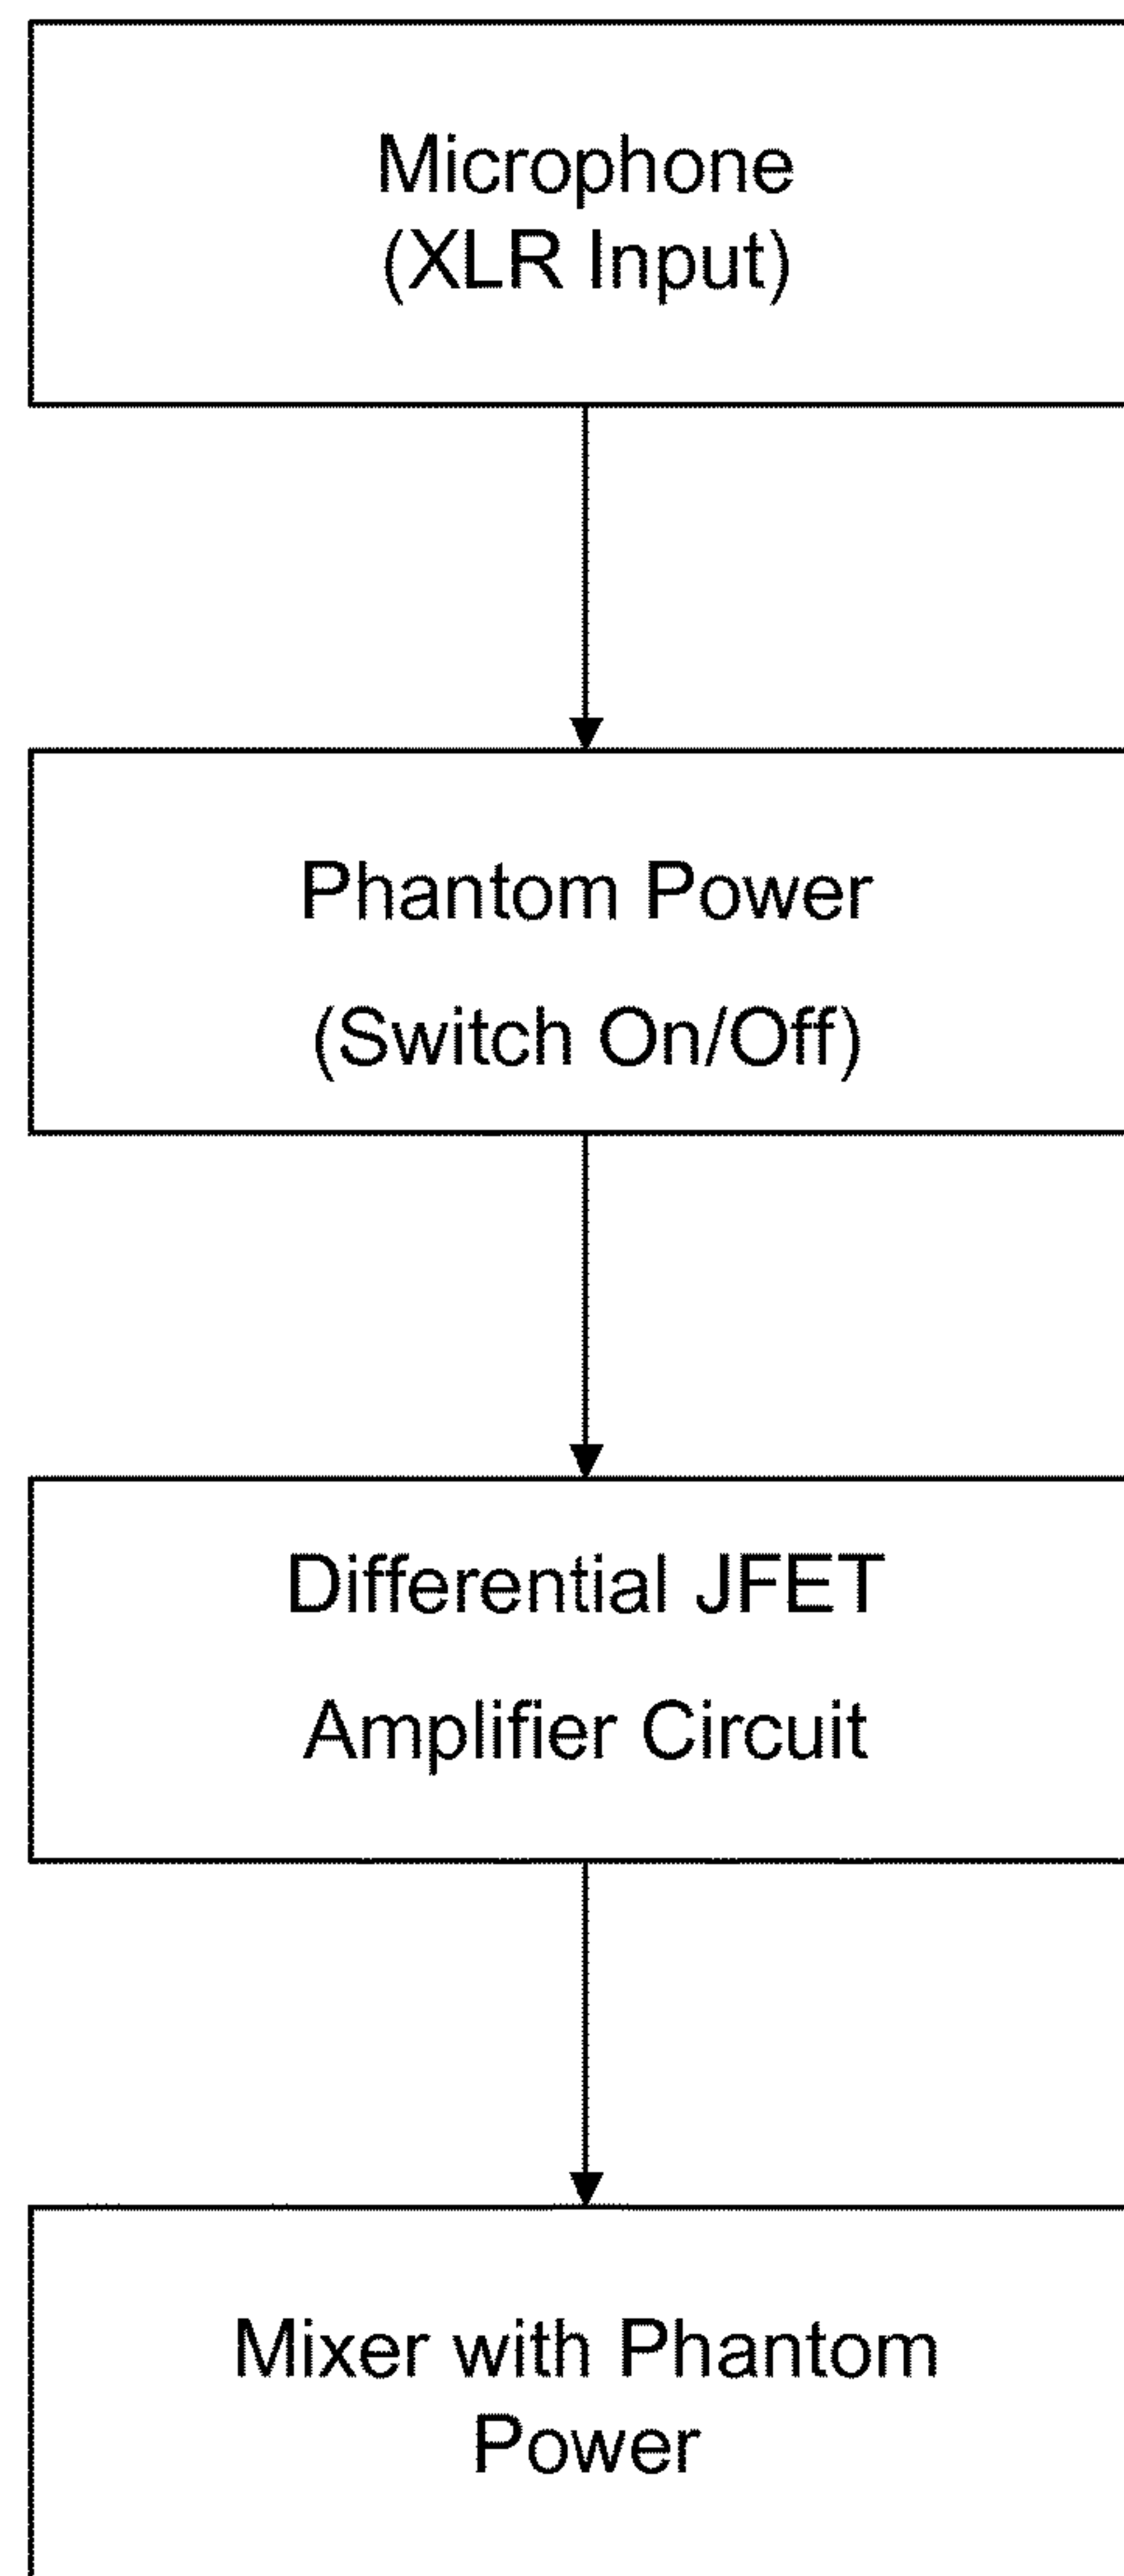 Microphone
(XLR Input)
Phantom Power
(Switch On/Off)
Differential JFET
Amplifier Circuit
Mixer with Phantom
Power